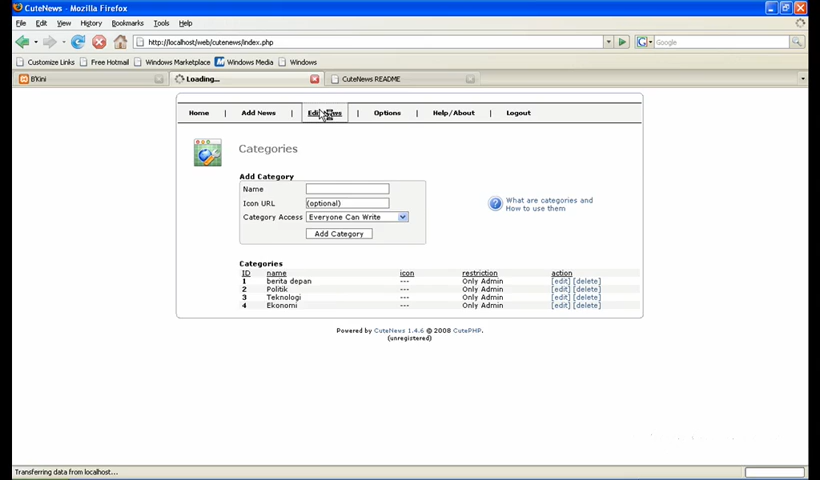 CuteNews - Mozilla Firefox
File Edit View History Bookmarks Tools Help
http://localhost/web/cutenews/index.php
Google
Customize Links Free Hotmail Windows Marketplace Windows Media Windows
B'Kini Loading... CuteNews README
Home | Add News | Edit News | Options | Help/About | Logout
Categories
Add Category
Name
Icon URL (optional)
Category Access Everyone Can Write
Add Category
What are categories and
How to use them
Categories
ID name icon restriction action
1 berita depan --- Only Admin [edit] [delete]
2 Politik --- Only Admin [edit] [delete]
3 Teknologi --- Only Admin [edit] [delete]
4 Ekonomi --- Only Admin [edit] [delete]
Powered by CuteNews 1.4.6 © 2008 CutePHP.
(unregistered)
Transferring data from localhost...